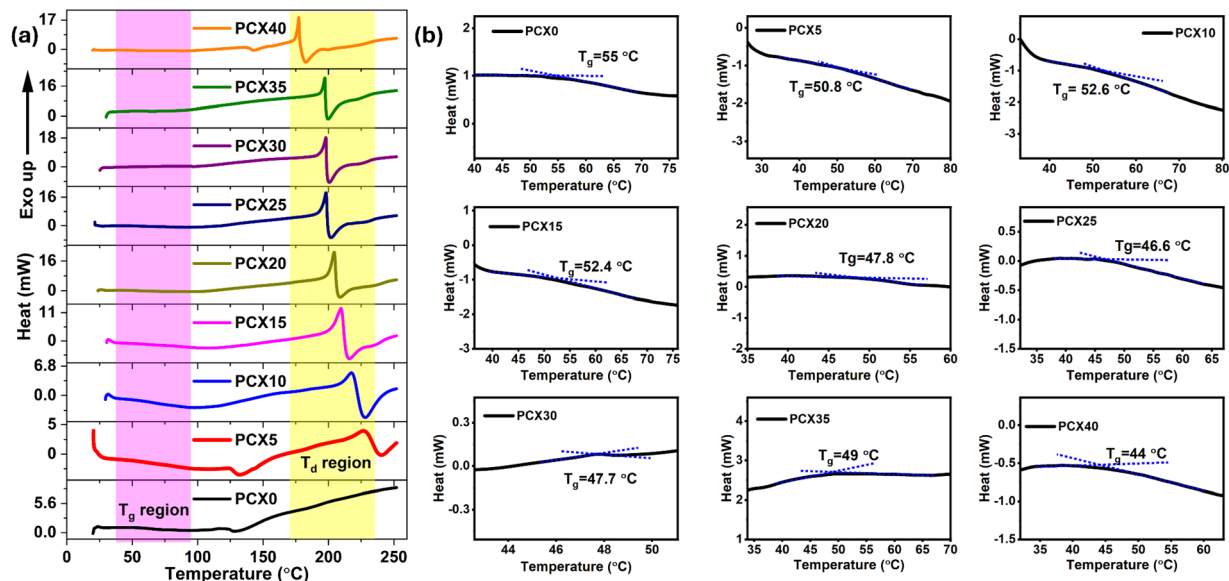 (a)
PCX40
17
0
PCX35
16
0
PCX30
18
0
PCX25
16
0
PCX20
16
0
PCX15
11
0
PCX10
6.8
0.0
PCX5
5
0
Td region
PCX0
5.6
0.0
Tg region
0 50 100 150 200 250
Temperature (°C)
Heat (mW)
Exo up
(b)
PCX0
Tg= 55 °C
2
1
0
40 45 50 55 60 65 70 75
Temperature (°C)
Heat (mW)
PCX5
Tg=50.8 °C
0
-1
-2
-3
30 40 50 60 70 80
Temperature (°C)
Heat (mW)
PCX10
Tg= 52.6 °C
0
-1
-2
-3
40 50 60 70 80
Temperature (°C)
Heat (mW)
PCX15
Tg=52.4 °C
1
0
-1
-2
-3
40 45 50 55 60 65 70 75
Temperature (°C)
Heat (mW)
PCX20
Tg=47.8 °C
2
1
0
-1
-2
35 40 45 50 55 60
Temperature (°C)
Heat (mW)
PCX25
Tg=46.6 °C
0.5
0.0
-0.5
-1.0
-1.5
35 40 45 50 55 60 65
Temperature (°C)
Heat (mW)
PCX30
Tg=47.7 °C
0.3
0.0
-0.3
44 46 48 50
Temperature (°C)
Heat (mW)
PCX35
Tg=49 °C
4
3
2
1
35 40 45 50 55 60 65 70
Temperature (°C)
Heat (mW)
PCX40
Tg=44 °C
0.0
-0.5
-1.0
-1.5
35 40 45 50 55 60
Temperature (°C)
Heat (mW)